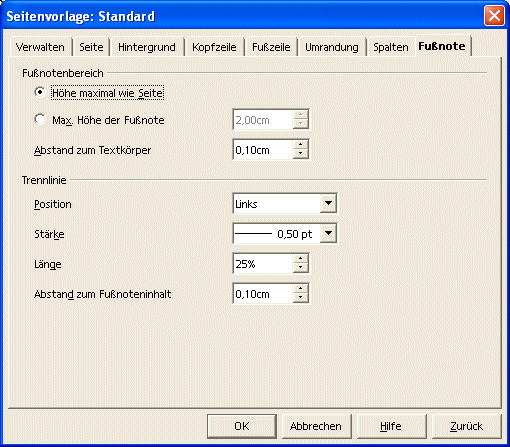 Seitenvorlage: Standard
Verwalten Seite Hintergrund Kopfzeile Fußzeile Umrandung Spalten Fußnote
Fußnotenbereich
Höhe maximal wie Seite
Max. Höhe der Fußnote 2,00cm
Abstand zum Textkörper 0,10cm
Trennlinie
Position Links
Stärke 0,50 pt
Länge 25%
Abstand zum Fußnoteninhalt 0,10cm
OK Abbrechen Hilfe Zurück